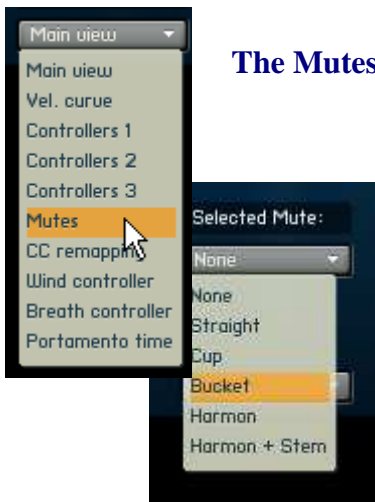 Main view
The Mutes
Main view
Vel. curve
Controllers 1
Controllers 2
Controllers 3
Mutes
CC remapping
Wind controller
Breath controller
Portamento time
Selected Mute:
None
None
Straight
Cup
Bucket
Harmon
Harmon + Stem